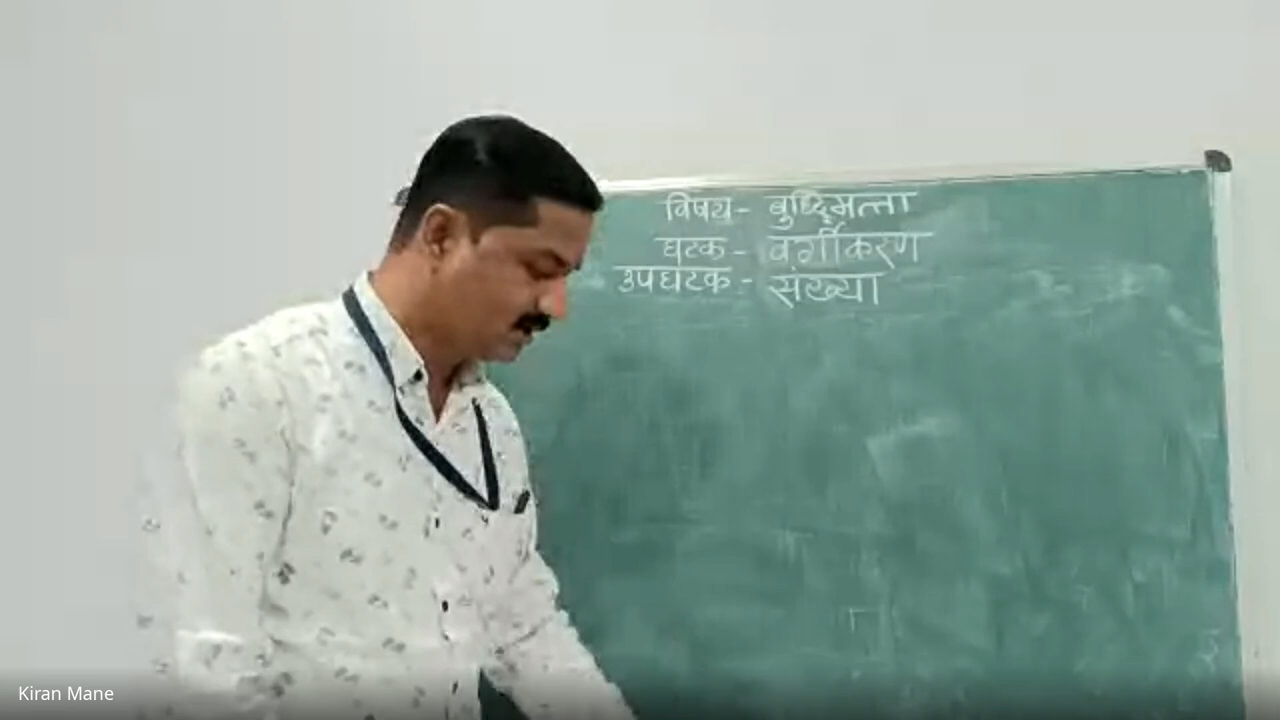 विषय - बुध्दिमत्ता
घटक - वर्गीकरण
उपघटक - संख्या
Kiran Mane